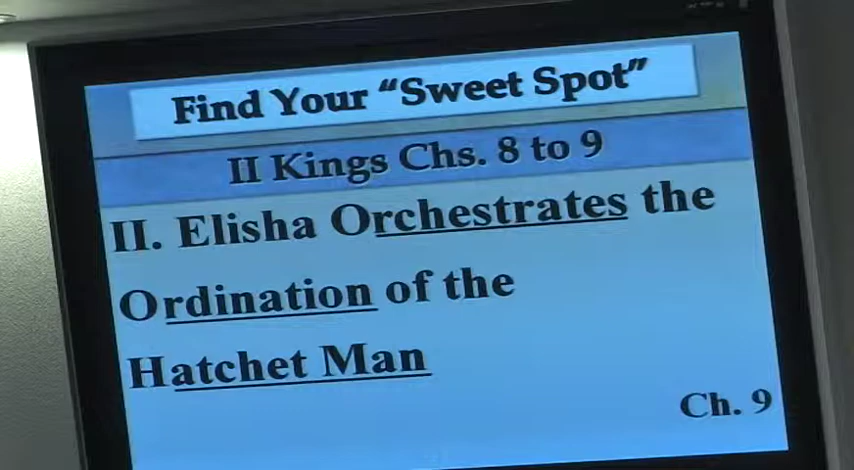 Find Your “Sweet Spot”
II Kings Chs. 8 to 9
II. Elisha Orchestrates the
Ordination of the
Hatchet Man
Ch. 9